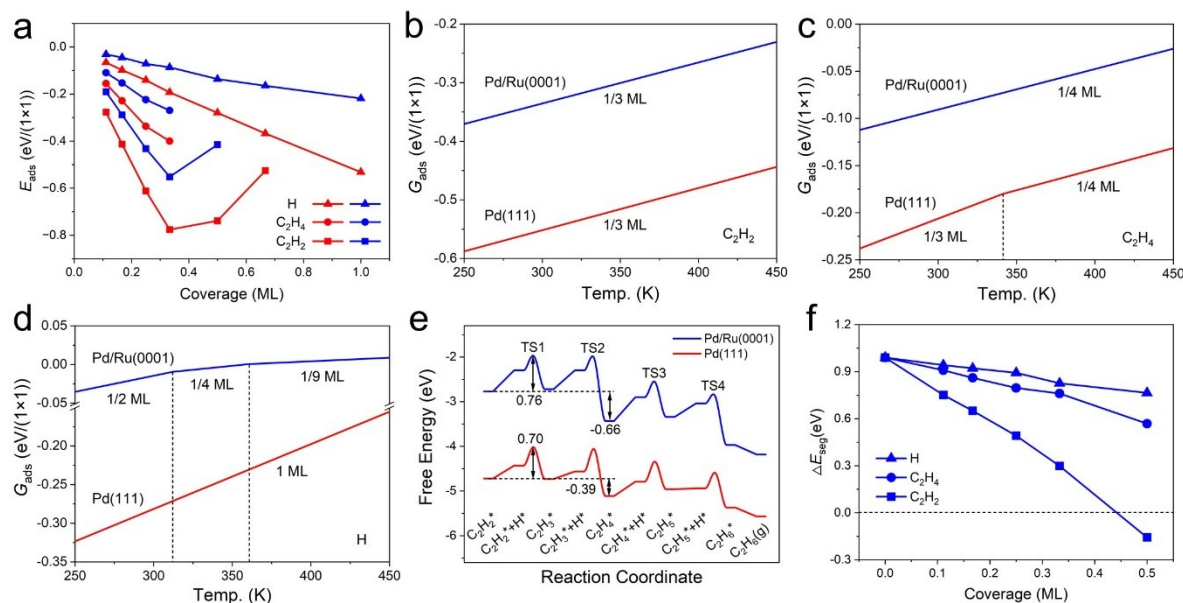 a
E_ads (eV/(1×1))
0.0
−0.2
−0.4
−0.6
−0.8
H
C₂H₄
C₂H₂
0.0 0.2 0.4 0.6 0.8 1.0
Coverage (ML)
b
G_ads (eV/(1×1))
-0.2
-0.3
-0.4
-0.5
-0.6
Pd/Ru(0001)
1/3 ML
Pd(111)
1/3 ML
C₂H₂
250 300 350 400 450
Temp. (K)
c
G_ads (eV/(1×1))
0.00
-0.05
-0.10
-0.15
-0.20
-0.25
Pd/Ru(0001)
1/4 ML
Pd(111)
1/4 ML
1/3 ML
C₂H₄
250 300 350 400 450
Temp. (K)
d
G_ads (eV/(1×1))
0.05
0.00
-0.05
-0.25
-0.30
-0.35
-0.20
Pd/Ru(0001)
1/2 ML
1/4 ML
1/9 ML
Pd(111)
1 ML
H
250 300 350 400 450
Temp. (K)
e
Free Energy (eV)
-2
-3
-4
-5
-6
Pd/Ru(0001)
Pd(111)
TS1
TS2
TS3
TS4
0.76
-0.66
0.70
-0.39
C₂H₂*
C₂H₂*+H*
C₂H₃*
C₂H₃*+H*
C₂H₄*
C₂H₄*+H*
C₂H₅*
C₂H₅*+H*
C₂H₆*
C₂H₆(g)
Reaction Coordinate
f
△E_seg(eV)
1.2
0.9
0.6
0.3
0.0
-0.3
H
C₂H₄
C₂H₂
0.0 0.1 0.2 0.3 0.4 0.5
Coverage (ML)